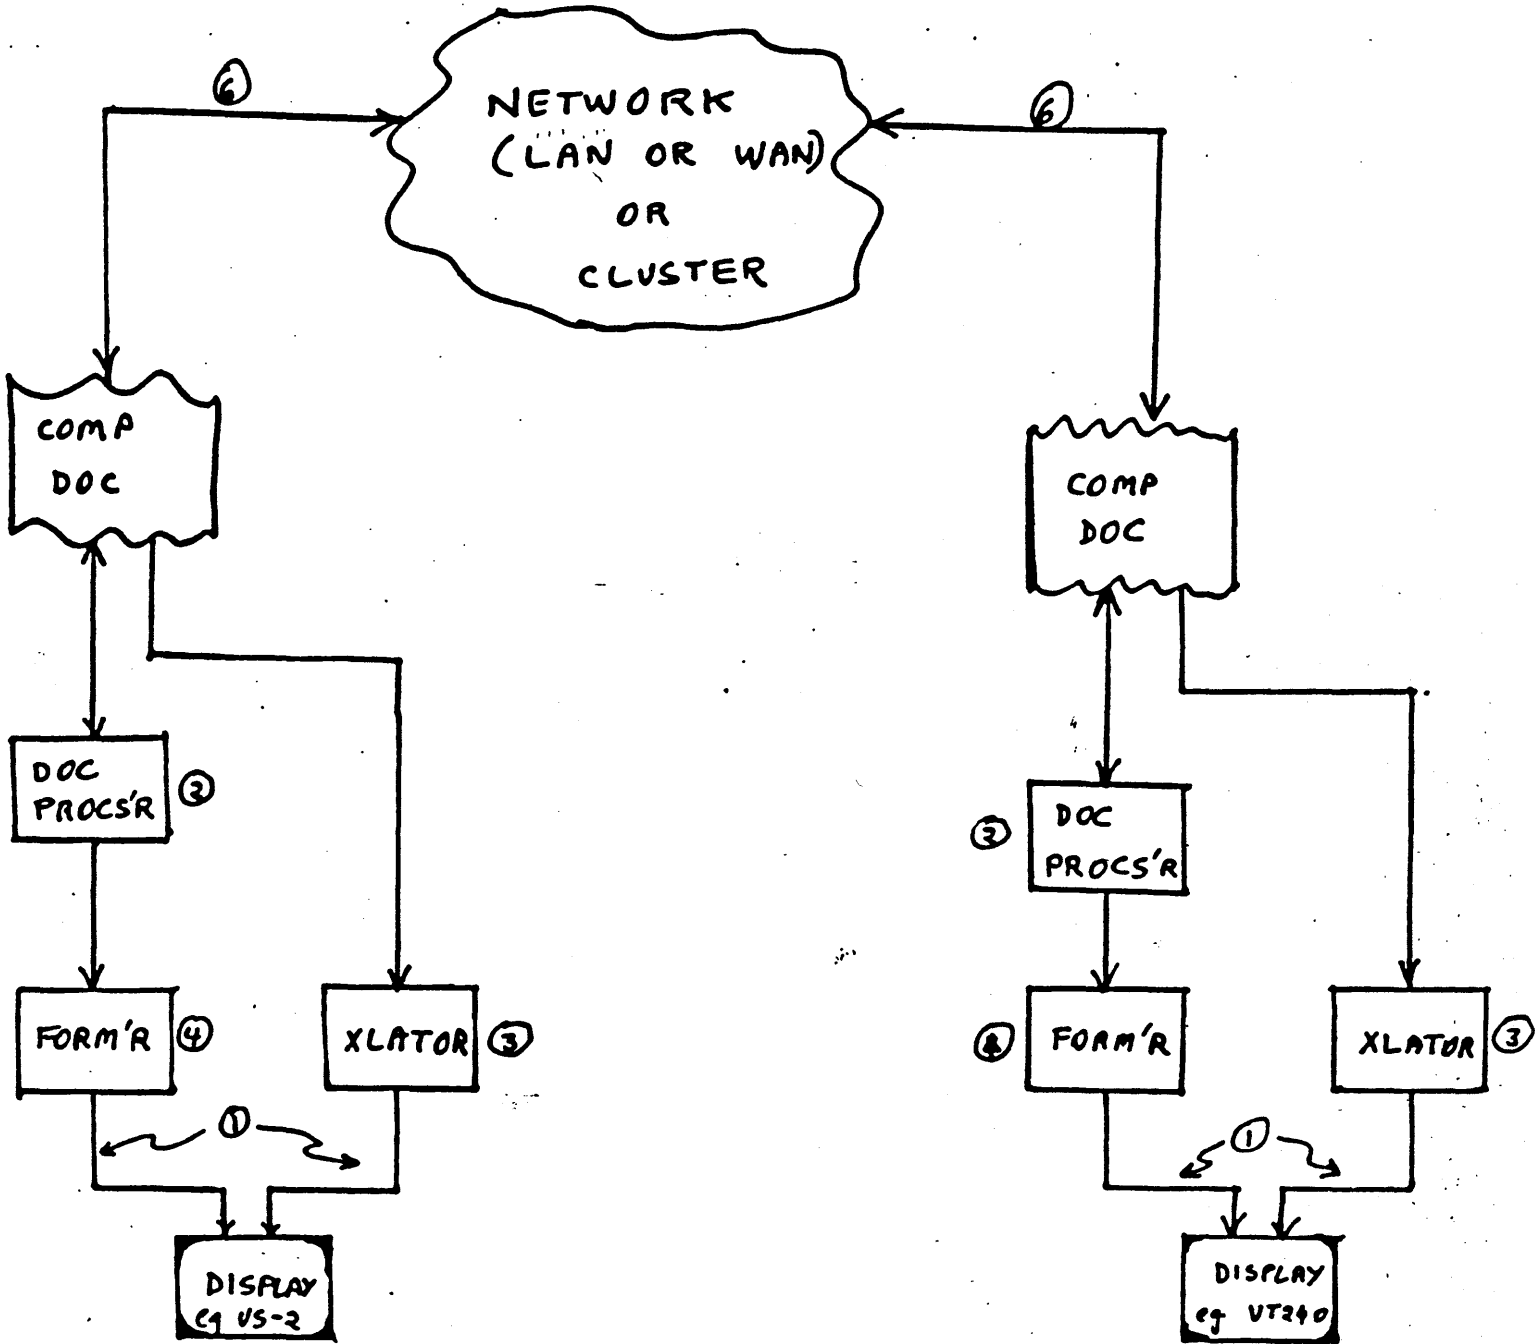 6
NETWORK
(LAN OR WAN)
OR
CLUSTER
6
COMP
DOC
COMP
DOC
DOC
PROCS'R
2
2
DOC
PROCS'R
FORM'R
4
XLATOR
3
FORM'R
XLATOR
3
1
1
DISPLAY
eg VS-2
DISPLAY
eg VT240